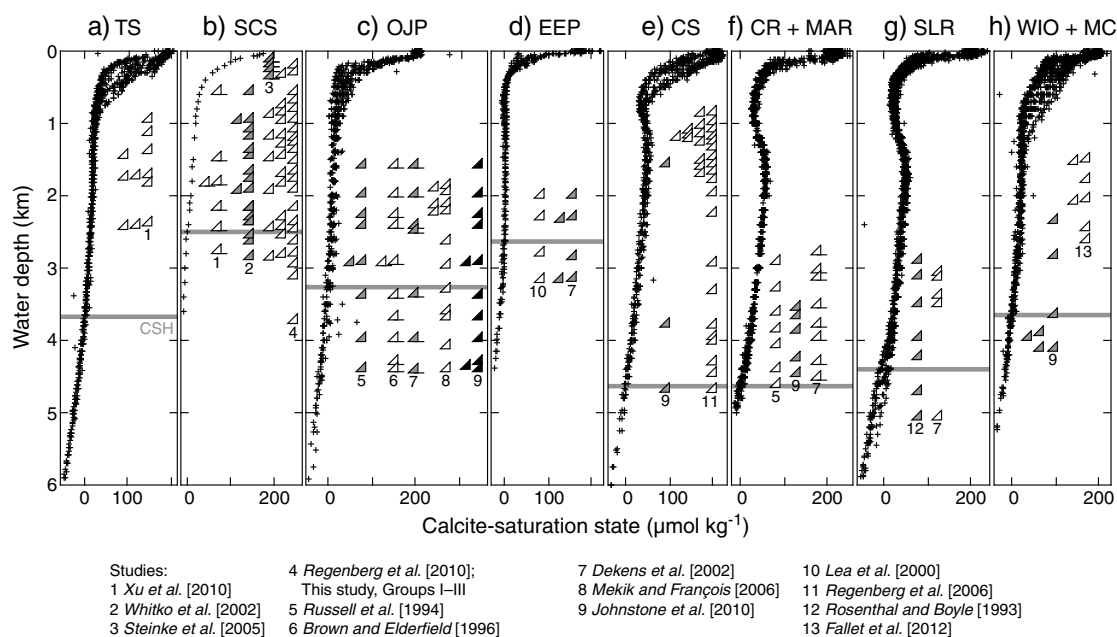 a) TS b) SCS c) OJP d) EEP e) CS f) CR + MAR g) SLR h) WIO + MC
0
1
2
3
4
5
6
Water depth (km)
CSH
1
1 2 3 4
5 6 7 8 9
10 7
9 11
5 9 7
12 7
9 13
0 100 0 100 200 0 100 200 300 0 100 200 0 100 200 0 100 200 0 100 200 0 100 200
Calcite-saturation state (µmol kg⁻¹)
Studies:
1 Xu et al. [2010]
2 Whitko et al. [2002]
3 Steinke et al. [2005]
4 Regenberg et al. [2010];
This study, Groups I–III
5 Russell et al. [1994]
6 Brown and Elderfield [1996]
7 Dekens et al. [2002]
8 Mekik and François [2006]
9 Johnstone et al. [2010]
10 Lea et al. [2000]
11 Regenberg et al. [2006]
12 Rosenthal and Boyle [1993]
13 Fallet et al. [2012]